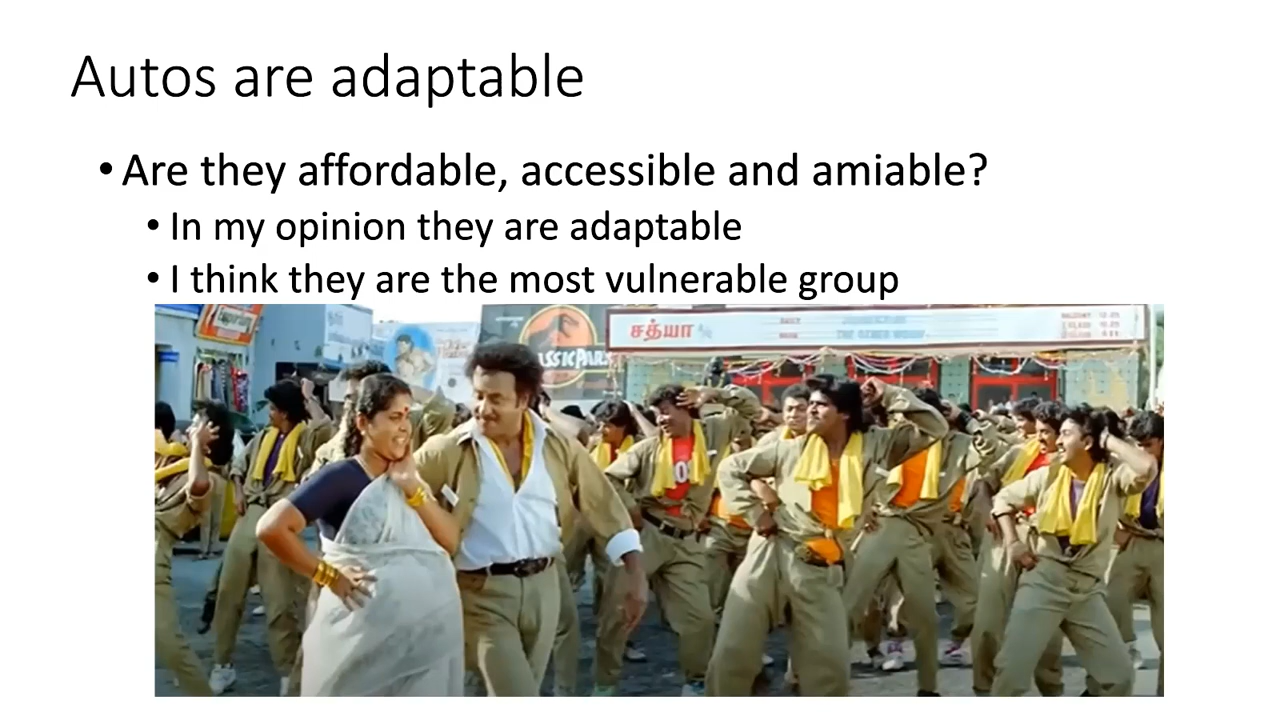 Autos are adaptable
• Are they affordable, accessible and amiable?
• In my opinion they are adaptable
• I think they are the most vulnerable group
சத்யா